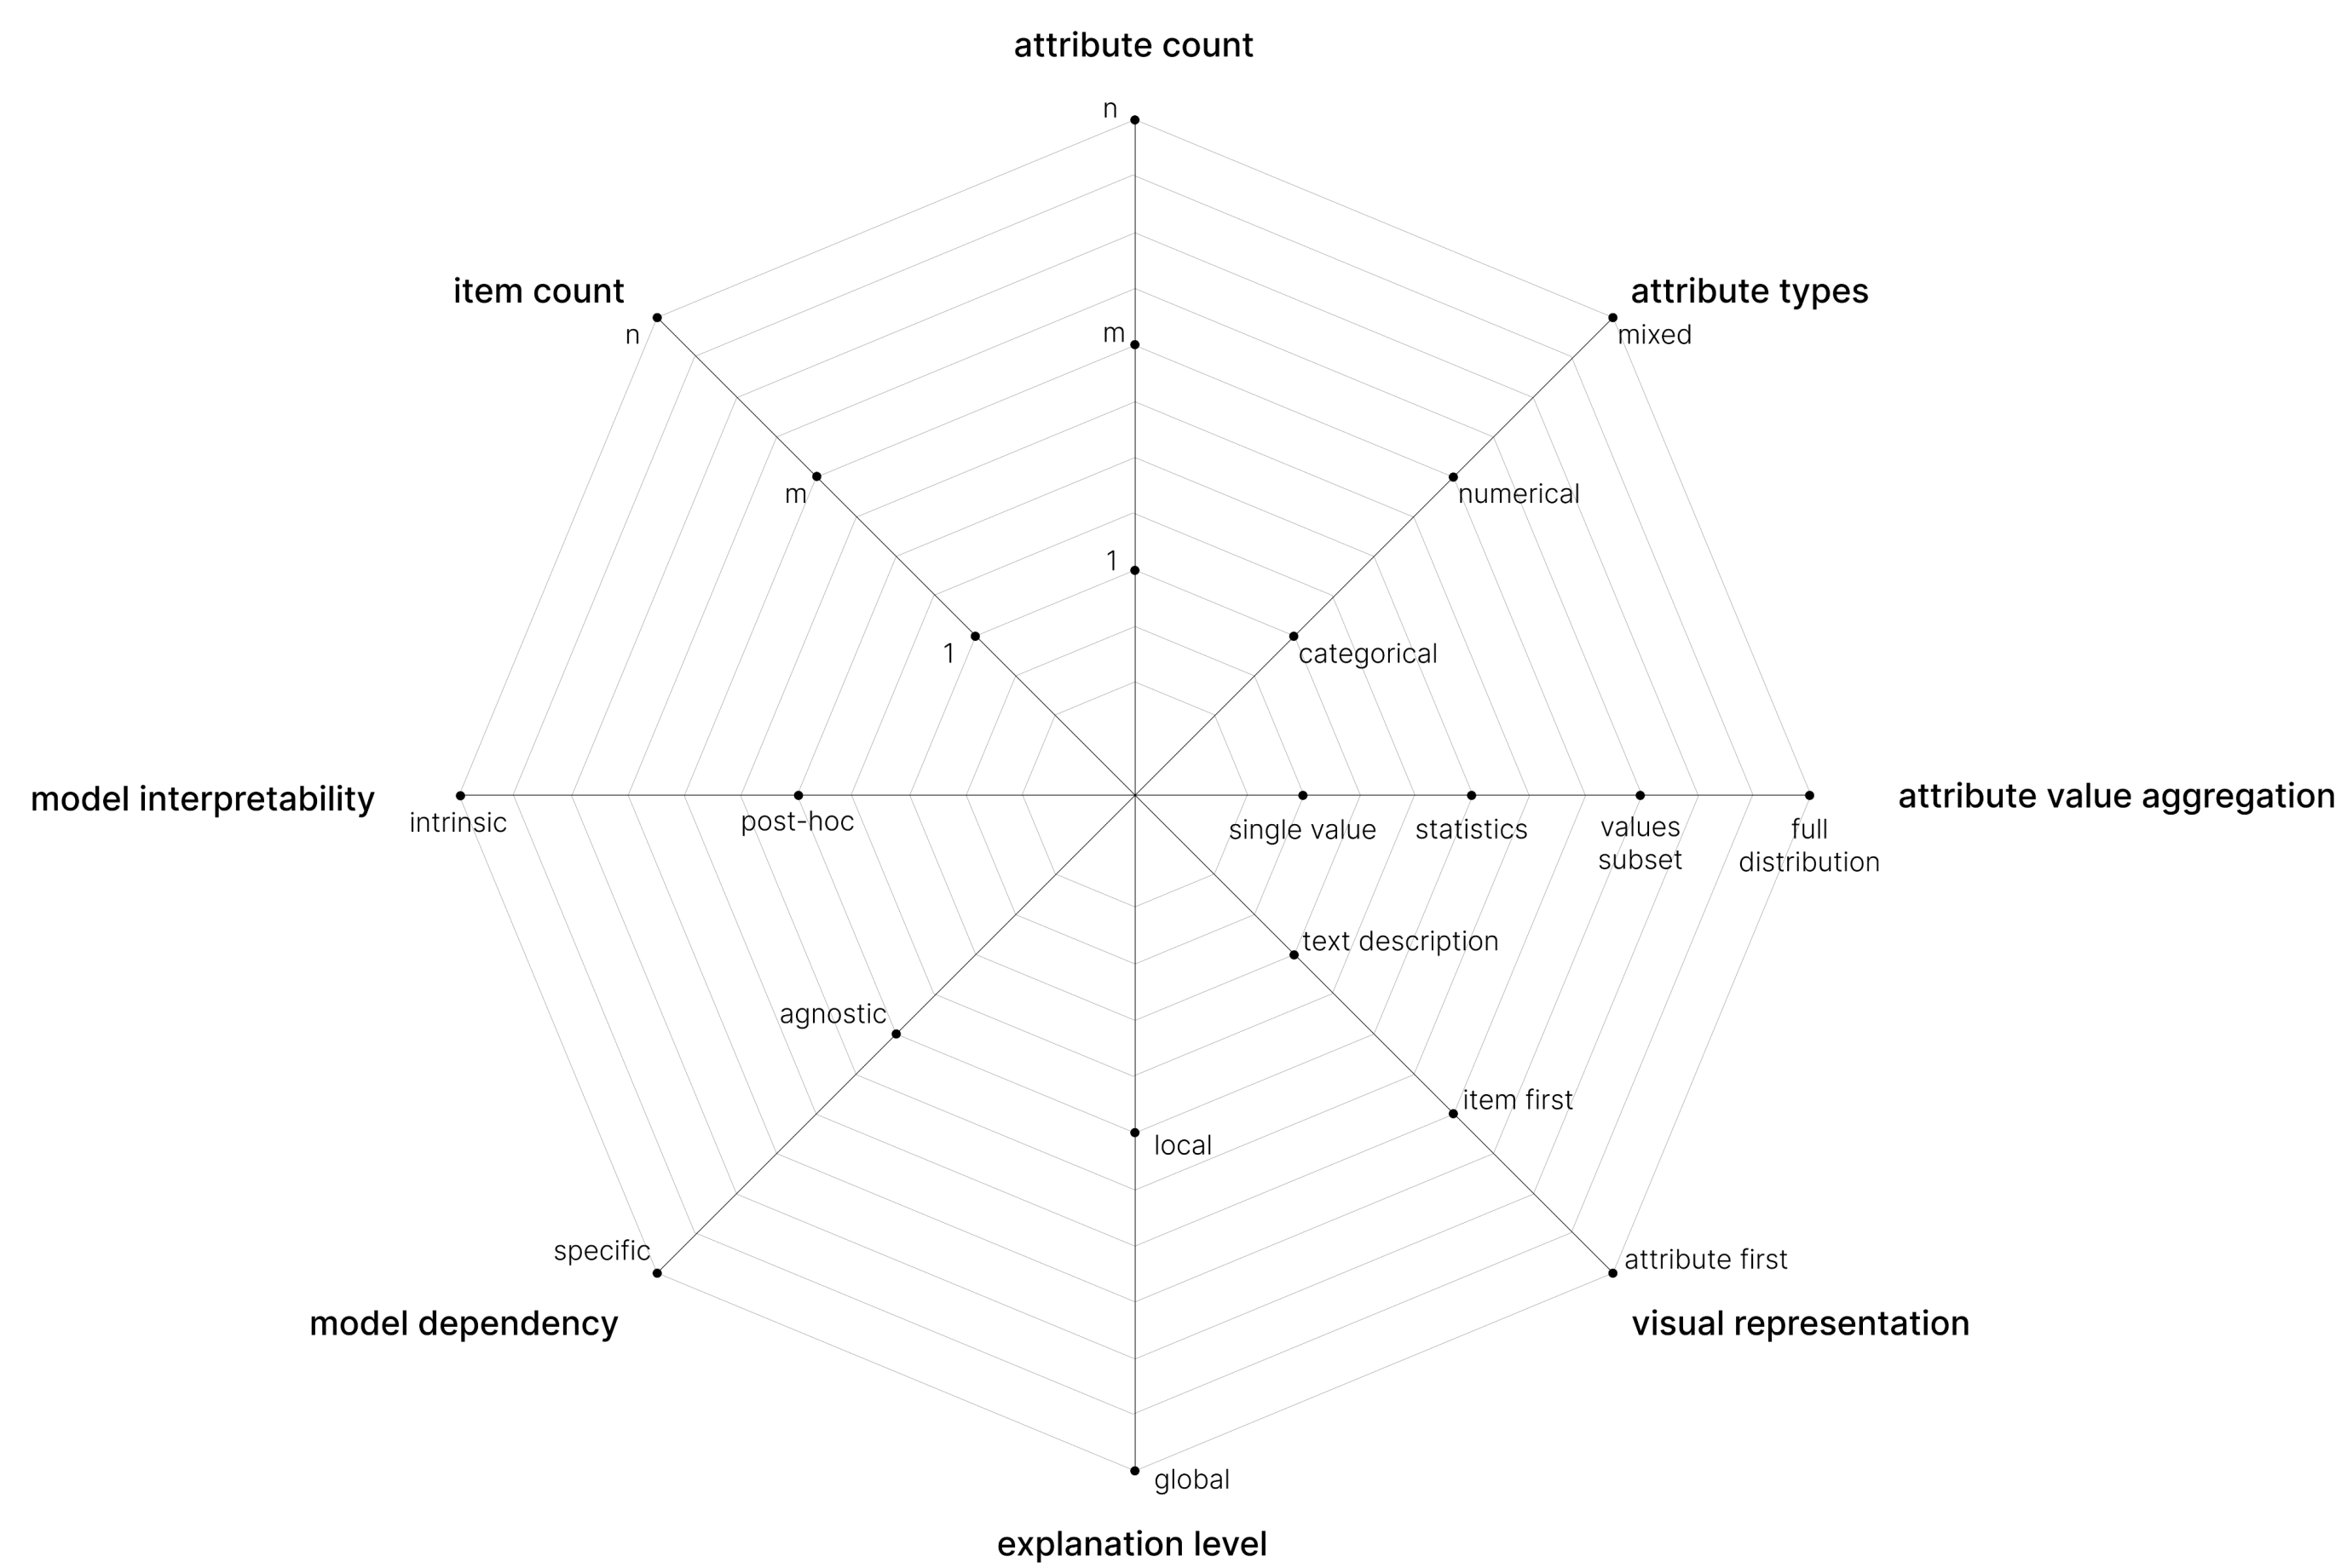 attribute count
n
item count
n
attribute types
mixed
m
m
numerical
1
1
categorical
model interpretability
intrinsic
post-hoc
single value
statistics
values
subset
full
distribution
attribute value aggregation
text description
agnostic
local
item first
specific
attribute first
model dependency
visual representation
global
explanation level